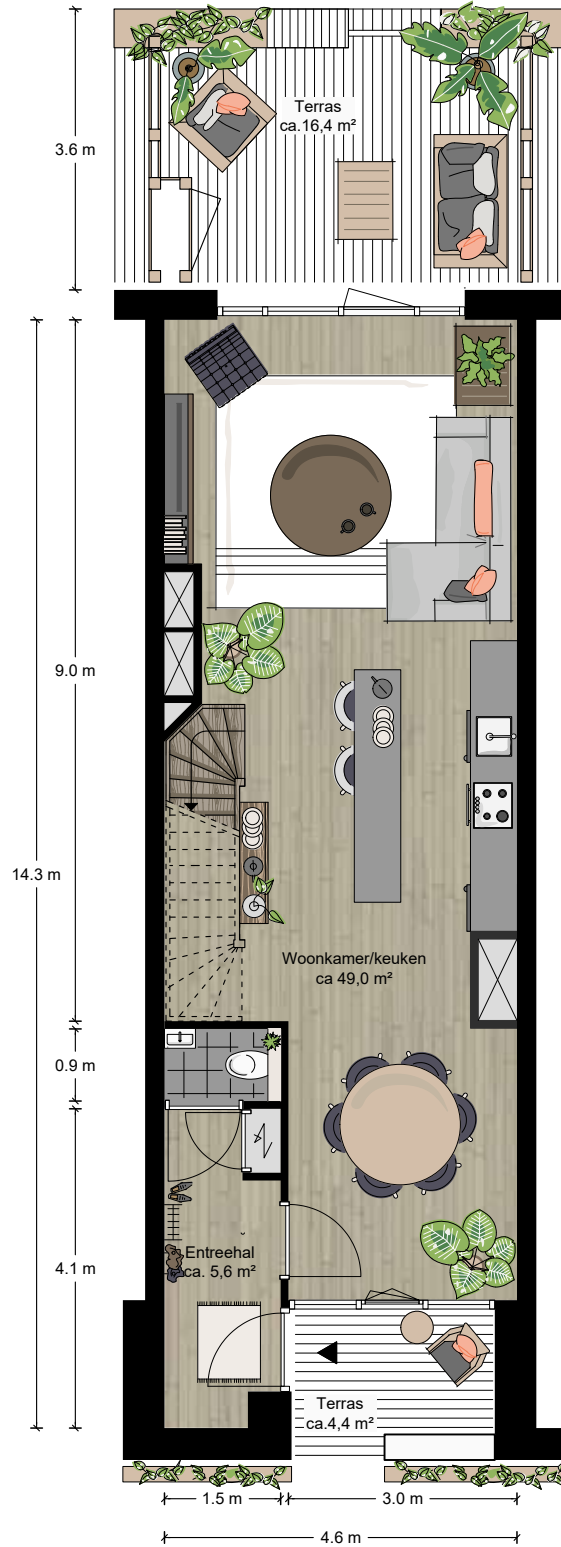 Terras
ca.16,4 m²
3.6 m
9.0 m
14.3 m
Woonkamer/keuken
ca 49,0 m²
0.9 m
4.1 m
Entreehal
ca. 5,6 m²
Terras
ca.4,4 m²
1.5 m
3.0 m
4.6 m